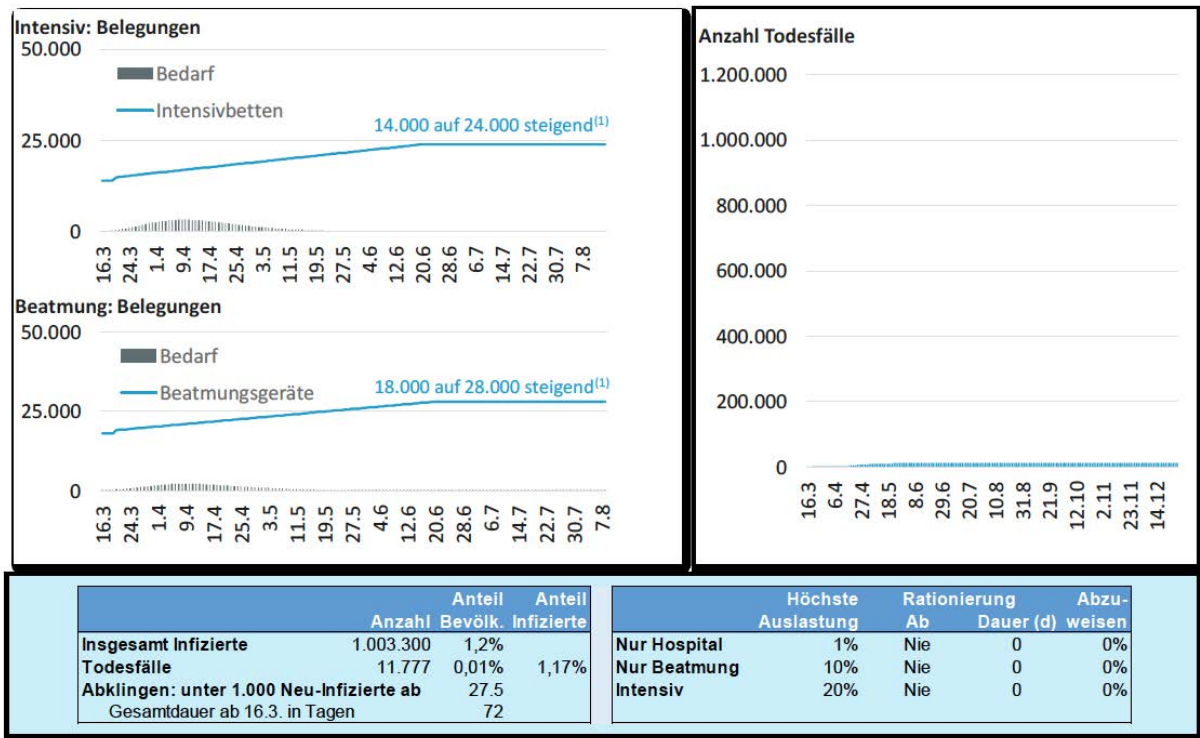 Intensiv: Belegungen
50.000
Bedarf
Intensivbetten
14.000 auf 24.000 steigend(1)
25.000
0
16.3 24.3 1.4 9.4 17.4 25.4 3.5 11.5 19.5 27.5 4.6 12.6 20.6 28.6 6.7 14.7 22.7 30.7 7.8
Beatmung: Belegungen
50.000
Bedarf
Beatmungsgeräte
18.000 auf 28.000 steigend(1)
25.000
0
16.3 24.3 1.4 9.4 17.4 25.4 3.5 11.5 19.5 27.5 4.6 12.6 20.6 28.6 6.7 14.7 22.7 30.7 7.8
Anzahl Todesfälle
1.200.000
1.000.000
800.000
600.000
400.000
200.000
0
16.3 6.4 27.4 18.5 8.6 29.6 20.7 10.8 31.8 21.9 12.10 2.11 23.11 14.12
Anteil Anteil
Anzahl Bevölk. Infizierte
Insgesamt Infizierte 1.003.300 1,2%
Todesfälle 11.777 0,01% 1,17%
Abklingen: unter 1.000 Neu-Infizierte ab 27.5
Gesamtdauer ab 16.3. in Tagen 72
Höchste Rationierung Abzu-
Auslastung Ab Dauer (d) weisen
Nur Hospital 1% Nie 0 0%
Nur Beatmung 10% Nie 0 0%
Intensiv 20% Nie 0 0%